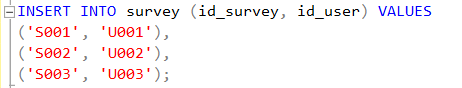 INSERT INTO survey (id_survey, id_user) VALUES
('S001', 'U001'),
('S002', 'U002'),
('S003', 'U003');